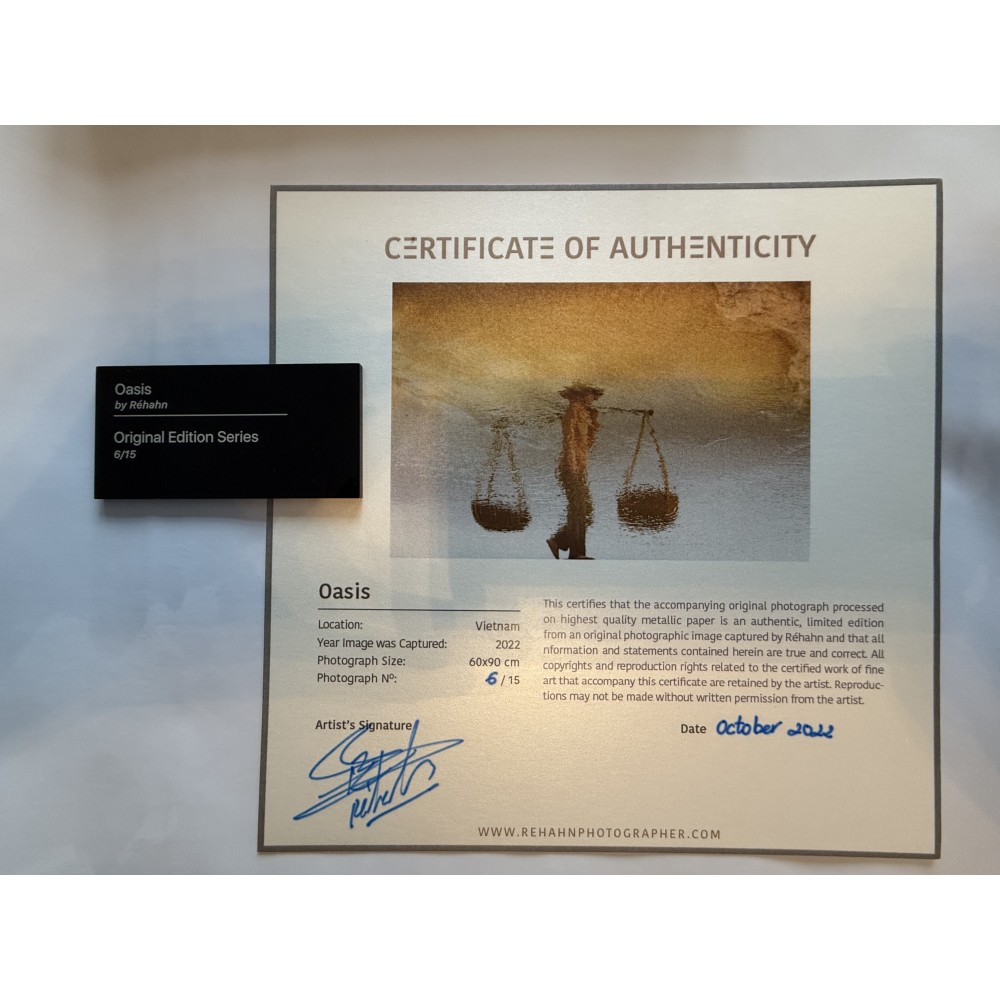 CERTIFICATE OF AUTHENTICITY
Oasis
by Réhahn
Original Edition Series
6/15
Oasis
Location: Vietnam
Year Image was Captured: 2022
Photograph Size: 60x90 cm
Photograph Nº: 6 / 15
This certifies that the accompanying original photograph processed
on highest quality metallic paper is an authentic, limited edition
from an original photographic image captured by Réhahn and that all
nformation and statements contained herein are true and correct. All
copyrights and reproduction rights related to the certified work of fine
art that accompany this certificate are retained by the artist. Reproduc-
tions may not be made without written permission from the artist.
Artist's Signature
Date October 2022
WWW.REHAHNPHOTOGRAPHER.COM